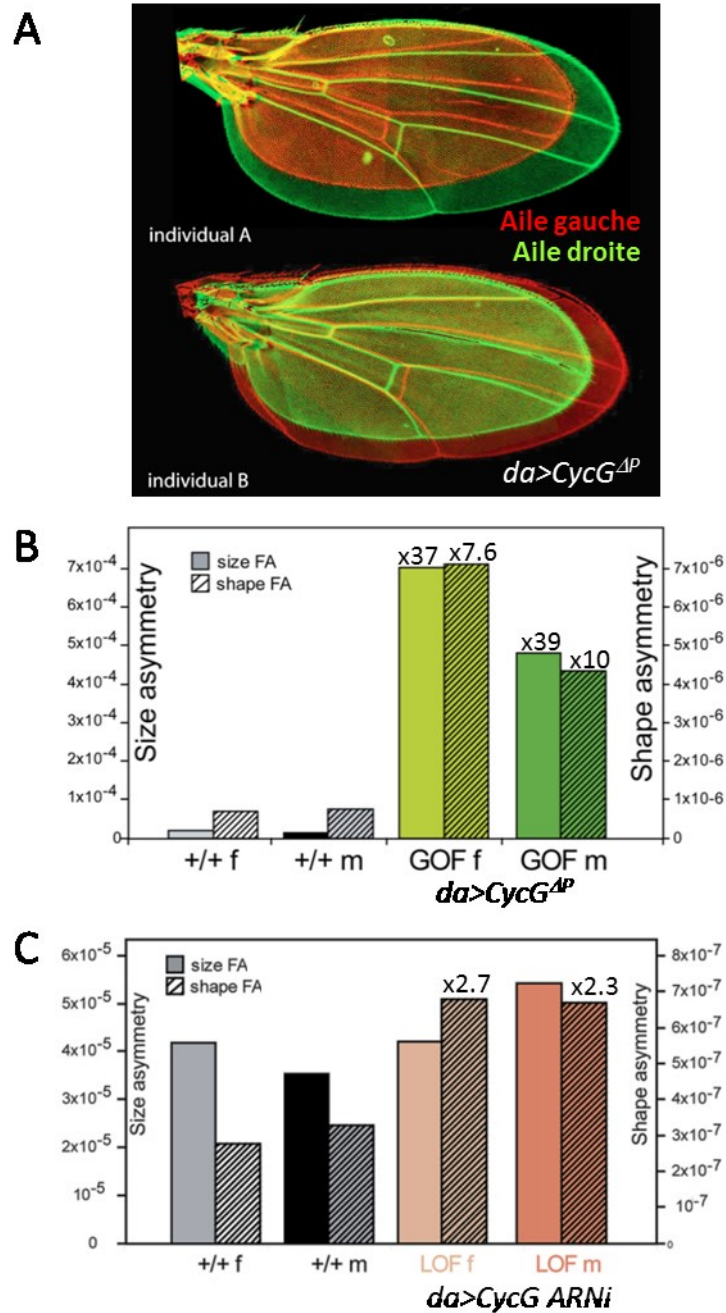 A
individual A
Aile gauche
Aile droite
individual B
da>CycG^ΔP
B
size FA
shape FA
x37 x7.6
x39
x10
Size asymmetry
7x10-4
6x10-4
5x10-4
4x10-4
3x10-4
2x10-4
1x10-4
0
Shape asymmetry
7x10-6
6x10-6
5x10-6
4x10-6
3x10-6
2x10-6
1x10-6
0
+/+ f +/+ m GOF f GOF m
da>CycG^ΔP
C
size FA
shape FA
x2.7 x2.3
Size asymmetry
6x10-5
5x10-5
4x10-5
3x10-5
2x10-5
10-5
0
Shape asymmetry
8x10-7
7x10-7
6x10-7
5x10-7
4x10-7
3x10-7
2x10-7
10-7
0
+/+ f +/+ m LOF f LOF m
da>CycG ARNi